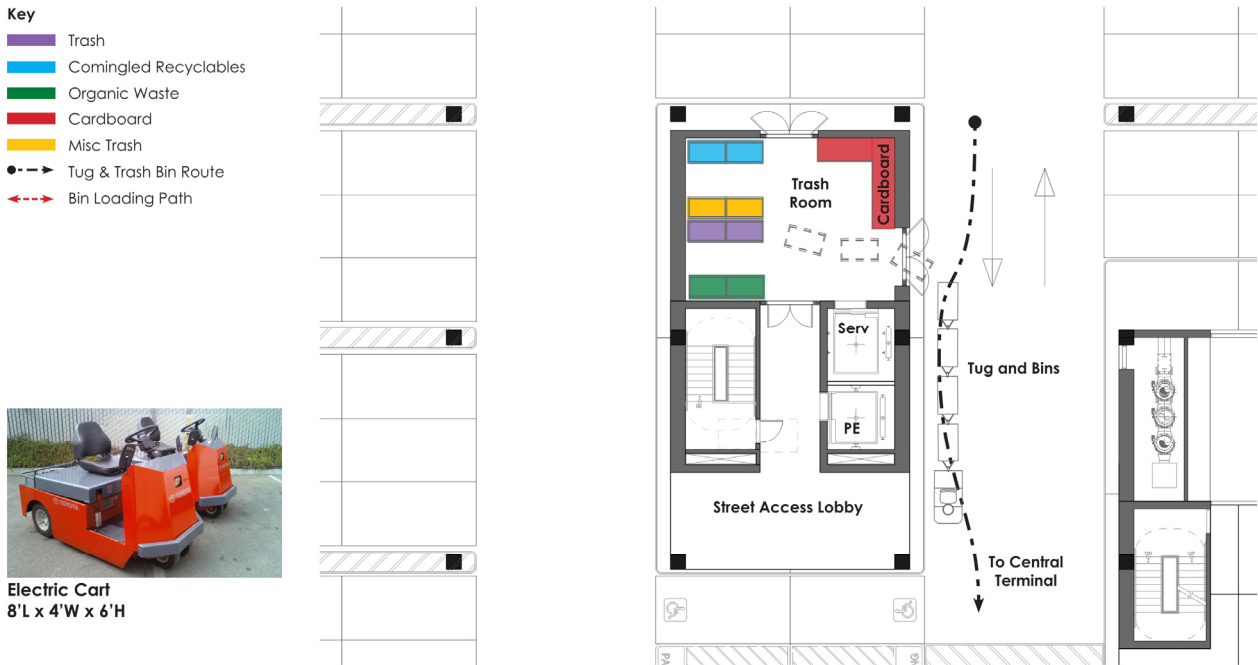 Key
Trash
Comingled Recyclables
Organic Waste
Cardboard
Misc Trash
Tug & Trash Bin Route
Bin Loading Path
Trash
Room
Cardboard
Serv
PE
Tug and Bins
Street Access Lobby
To Central
Terminal
TOYOTA
Electric Cart
8'L x 4'W x 6'H